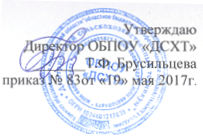 Утверждаю
Директор ОБПОУ «ДСХТ»
Т.Ф. Брусильцева
приказ № 83от «19» мая 2017г.